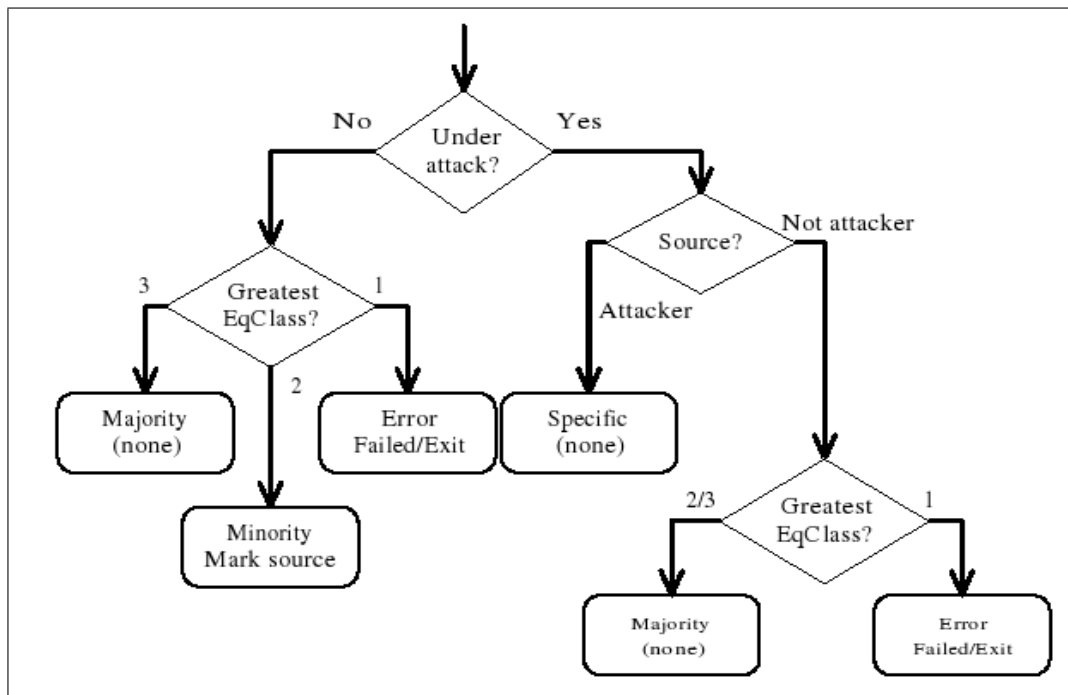 No
Yes
Under
attack?
Not attacker
Source?
3
Greatest
EqClass?
1
Attacker
2
Majority
(none)
Error
Failed/Exit
Specific
(none)
Minority
Mark source
2/3
Greatest
EqClass?
1
Majority
(none)
Error
Failed/Exit